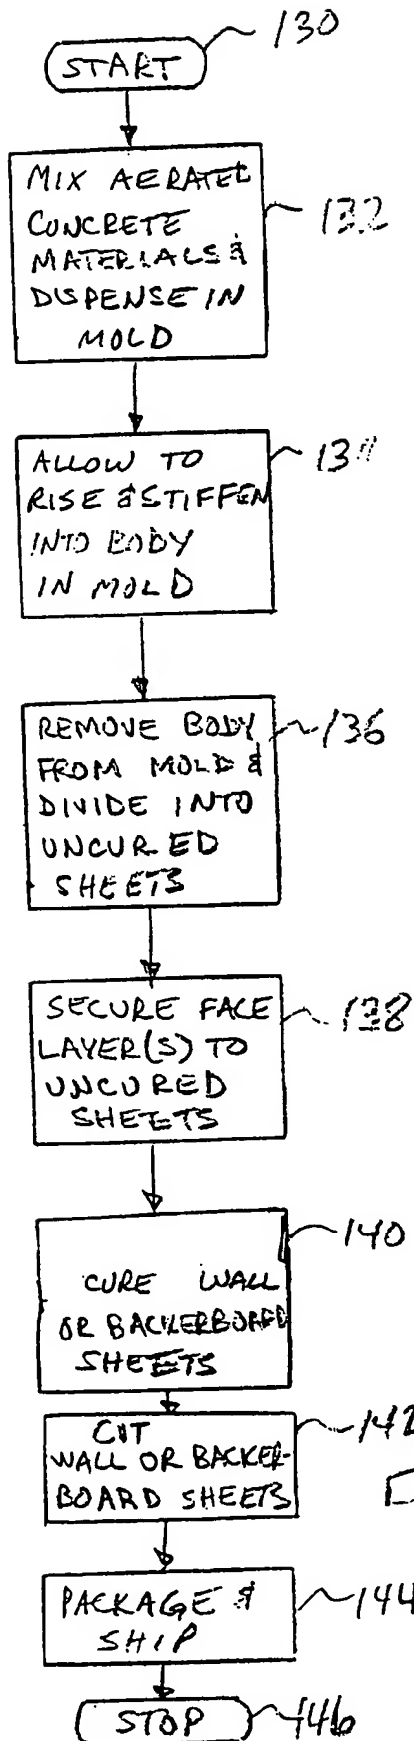 START
130
MIX AERATED
CONCRETE
MATERIALS &
DISPENSE IN
MOLD
132
ALLOW TO
RISE & STIFFEN
INTO BODY
IN MOLD
REMOVE BODY
FROM MOLD &
DIVIDE INTO
UNCURED
SHEETS
136
SECURE FACE
LAYER(S) TO
UNCURED
SHEETS
138
CURE WALL
OR BACKERBOARD
SHEETS
140
CUT
WALL OR BACKER-
BOARD SHEETS
142
PACKAGE &
SHIP
144
STOP
146